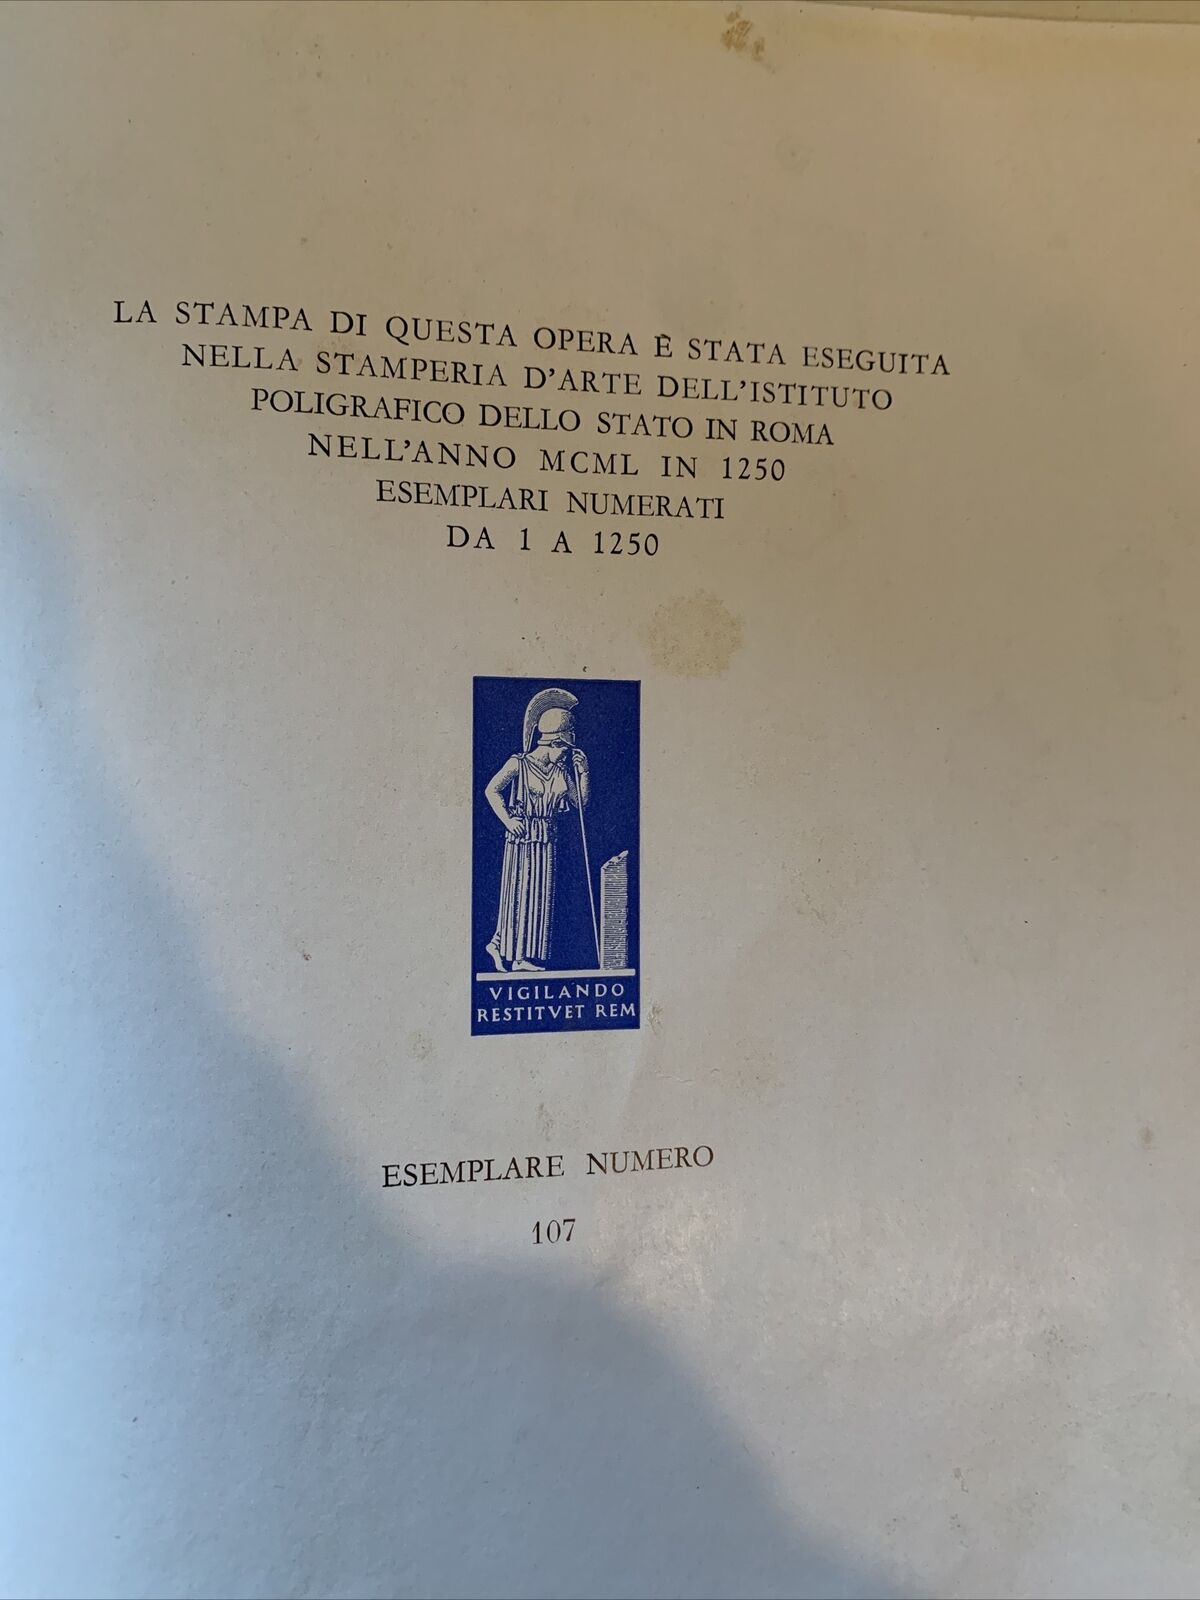 LA STAMPA DI QUESTA OPERA È STATA ESEGUITA
NELLA STAMPERIA D'ARTE DELL'ISTITUTO
POLIGRAFICO DELLO STATO IN ROMA
NELL'ANNO MCML IN 1250
ESEMPLARI NUMERATI
DA 1 A 1250
VIGILANDO
RESTITVET REM
ESEMPLARE NUMERO
107